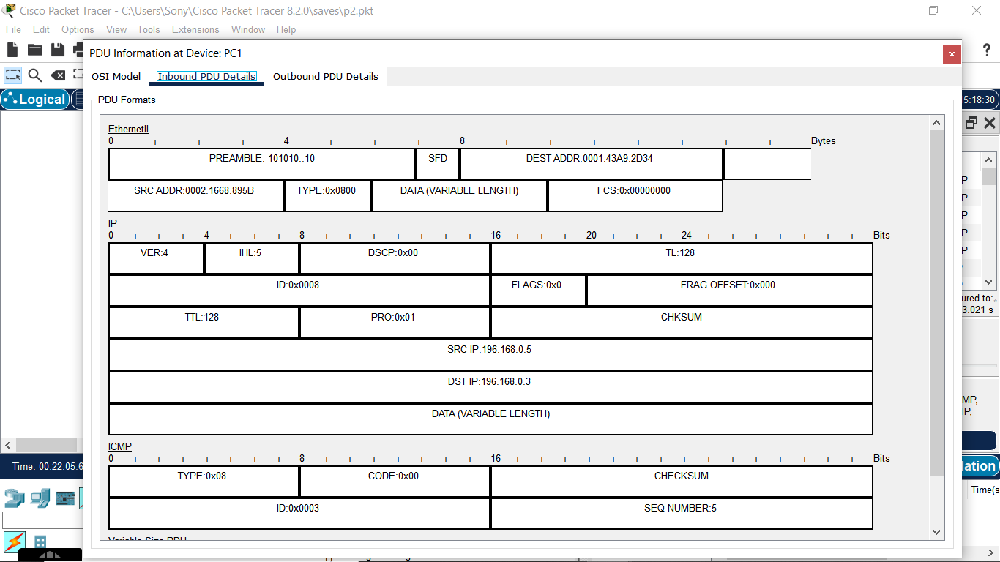 Cisco Packet Tracer - C:\Users\Sony\Cisco Packet Tracer 8.2.0\saves\p2.pkt
File Edit Options View Tools Extensions Window Help
PDU Information at Device: PC1
OSI Model Inbound PDU Details Outbound PDU Details
Logical
5:18:30
PDU Formats
EthernetII
0 4 8 Bytes
PREAMBLE: 101010..10 SFD DEST ADDR:0001.43A9.2D34
SRC ADDR:0002.1668.895B TYPE:0x0800 DATA (VARIABLE LENGTH) FCS:0x00000000
IP
0 4 8 16 20 24 Bits
VER:4 IHL:5 DSCP:0x00 TL:128
ID:0x0008 FLAGS:0x0 FRAG OFFSET:0x000
TTL:128 PRO:0x01 CHKSUM
SRC IP:196.168.0.5
DST IP:196.168.0.3
DATA (VARIABLE LENGTH)
ICMP
0 8 16 Bits
TYPE:0x08 CODE:0x00 CHECKSUM
ID:0x0003 SEQ NUMBER:5
Variable Size PDU
P
P
P
P
P
ured to:
3.021 s
MP,
TP,
lation
Time(s
Time: 00:22:05.6
Copper Straight-Through